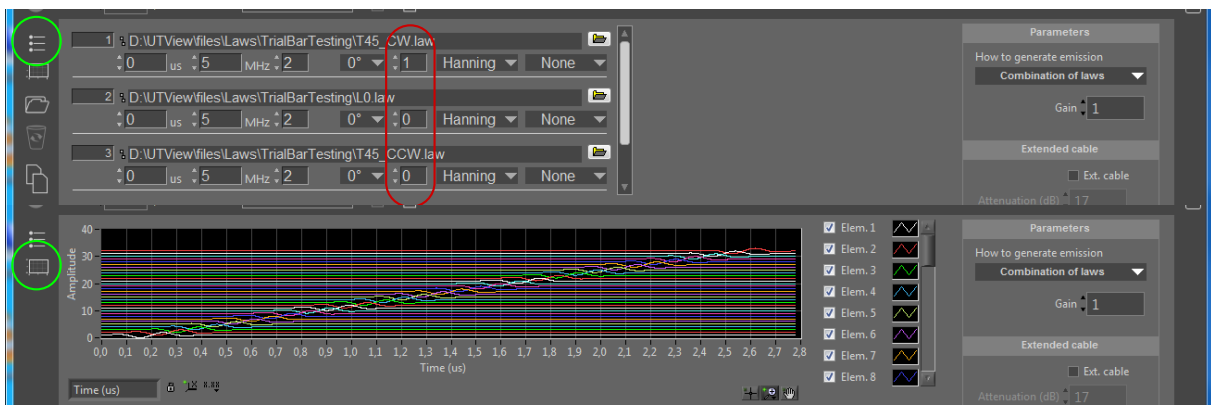 Parameters
1 D:\UTView\files\Laws\TrialBarTesting\T45_CW.law
How to generate emission
0 us 5 MHz 2 0° 1 Hanning None
Combination of laws
2 D:\UTView\files\Laws\TrialBarTesting\L0.law
Gain 1
0 us 5 MHz 2 0° 0 Hanning None
3 D:\UTView\files\Laws\TrialBarTesting\T45_CCW.law
Extended cable
0 us 5 MHz 2 0° 0 Hanning None
Ext. cable
Attenuation (dB) 17
40
30
20
10
0
Amplitude
0,0 0,1 0,2 0,3 0,4 0,5 0,6 0,7 0,8 0,9 1,0 1,1 1,2 1,3 1,4 1,5 1,6 1,7 1,8 1,9 2,0 2,1 2,2 2,3 2,4 2,5 2,6 2,7 2,8
Time (us)
Time (us)
Elem. 1
Elem. 2
Elem. 3
Elem. 4
Elem. 5
Elem. 6
Elem. 7
Elem. 8
Parameters
How to generate emission
Combination of laws
Gain 1
Extended cable
Ext. cable
Attenuation (dB) 17